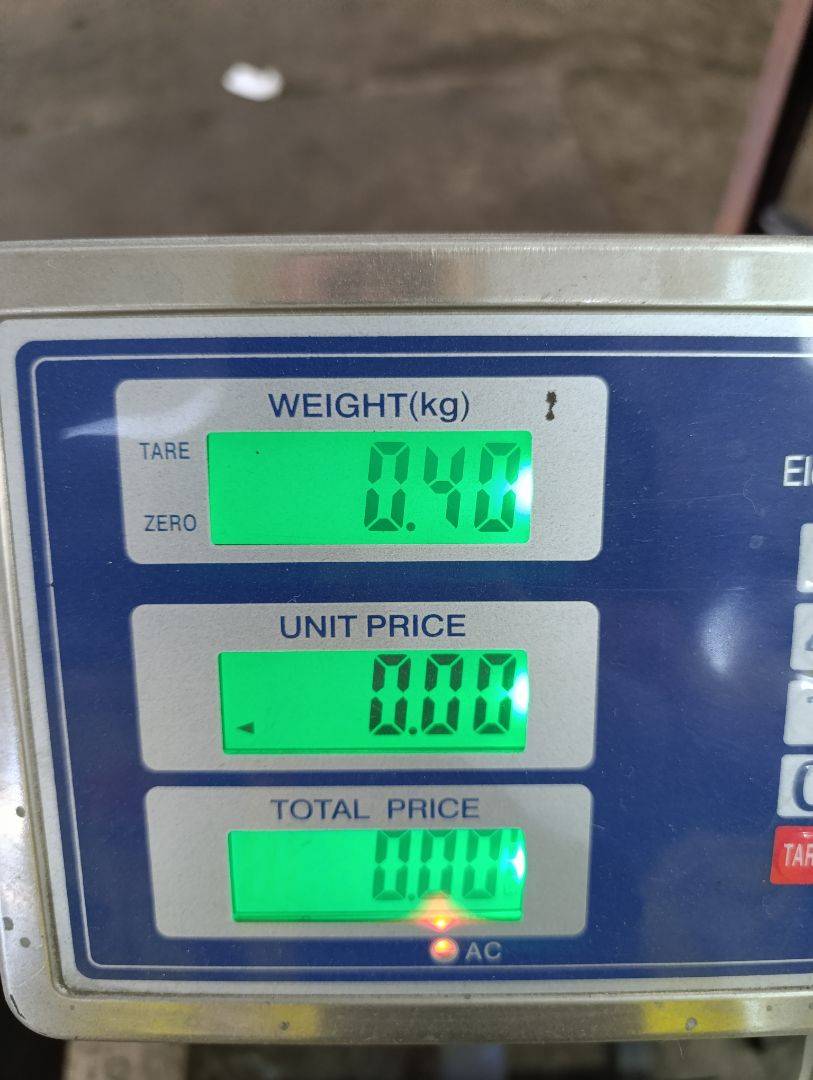 WEIGHT(kg)
TARE
0.40
ZERO
UNIT PRICE
0.00
TOTAL PRICE
0.00
AC